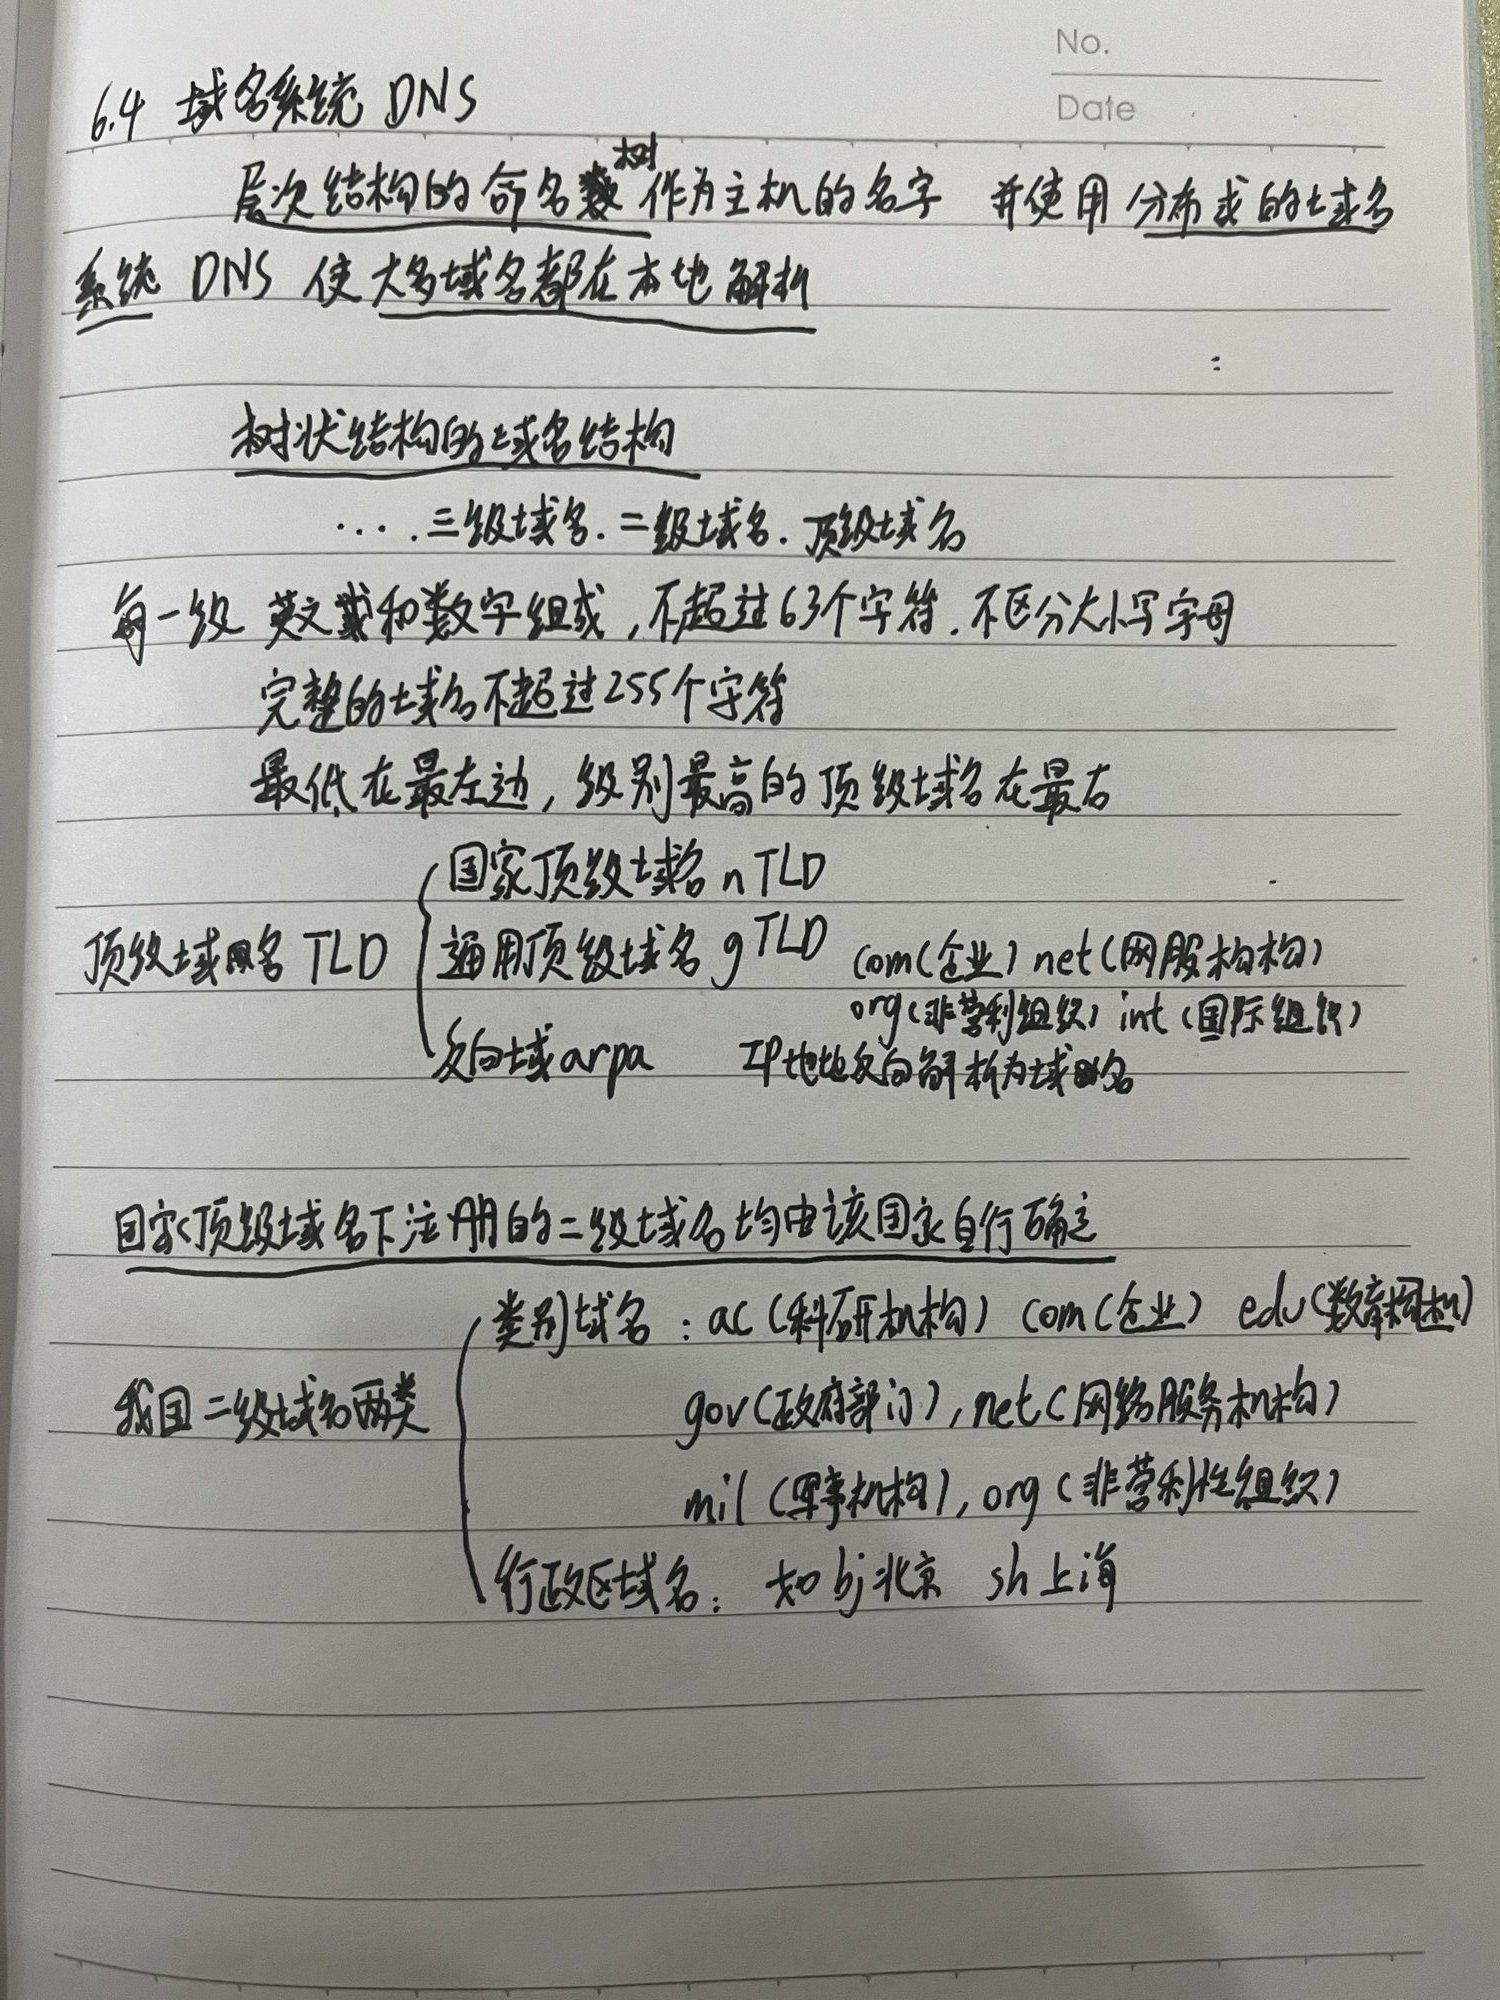 No.
Date
6.4 域名系统 DNS
层次结构的命名树作为主机的名字 并使用分布式的域名
系统 DNS 使大多域名都在本地解析
树状结构的域名结构
....三级域名.二级域名.顶级域名
每一级 英文和数字组成,不超过63个字符.不区分大小写字母
完整的域名不超过255个字符
最低在最左边,级别最高的顶级域名在最右
国家顶级域名 nTLD
顶级域名 TLD
通用顶级域名 gTLD com(企业) net(网服构构)
org(非营利组织) int(国际组织)
反向域arpa IP地址反向解析为域名
国家顶级域名下注册的二级域名均由该国家自行确定
类别域名:ac(科研机构) com(企业) edu(教育机构)
我国二级域名两类
gov(政府部门),net(网络服务机构)
mil(军事机构),org(非营利性组织)
行政区域名: 如bj北京 sh上海